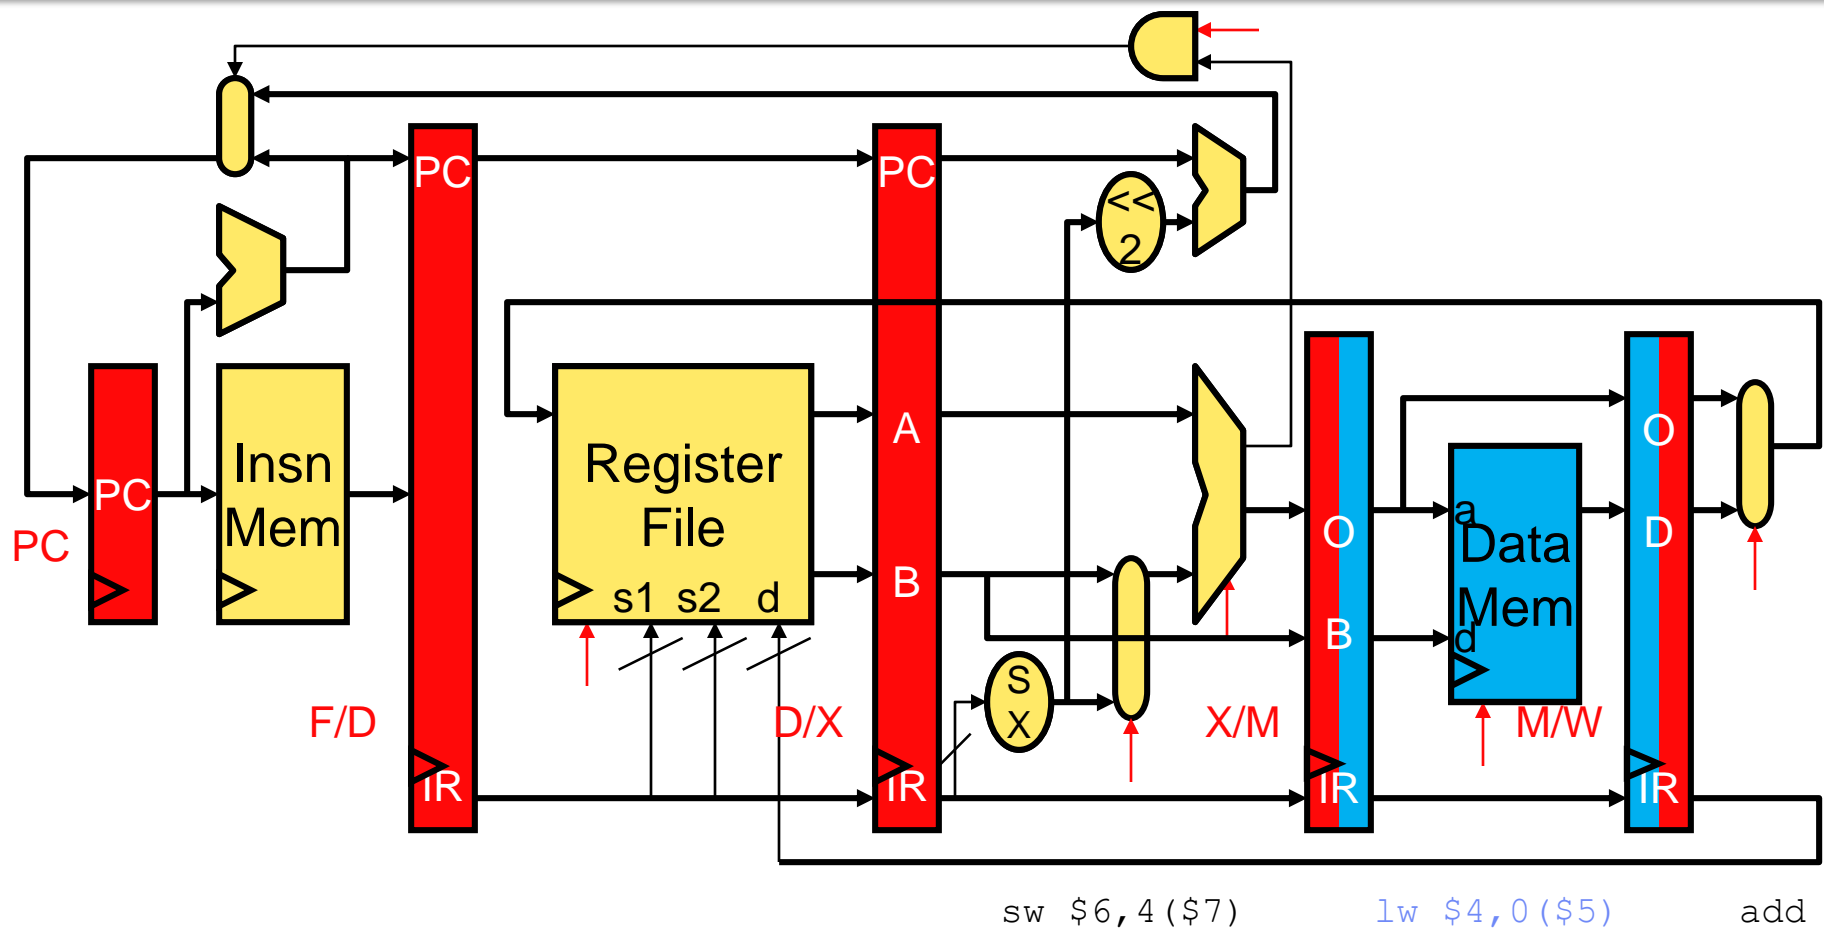 PC
PC
<<
2
A
Insn
Mem
Register
File
O
PC
PC
a
Data
Mem
d
O
D
B
s1 s2 d
B
S
X
F/D
D/X
X/M
M/W
IR
IR
IR
IR
sw $6,4($7)
lw $4,0($5)
add